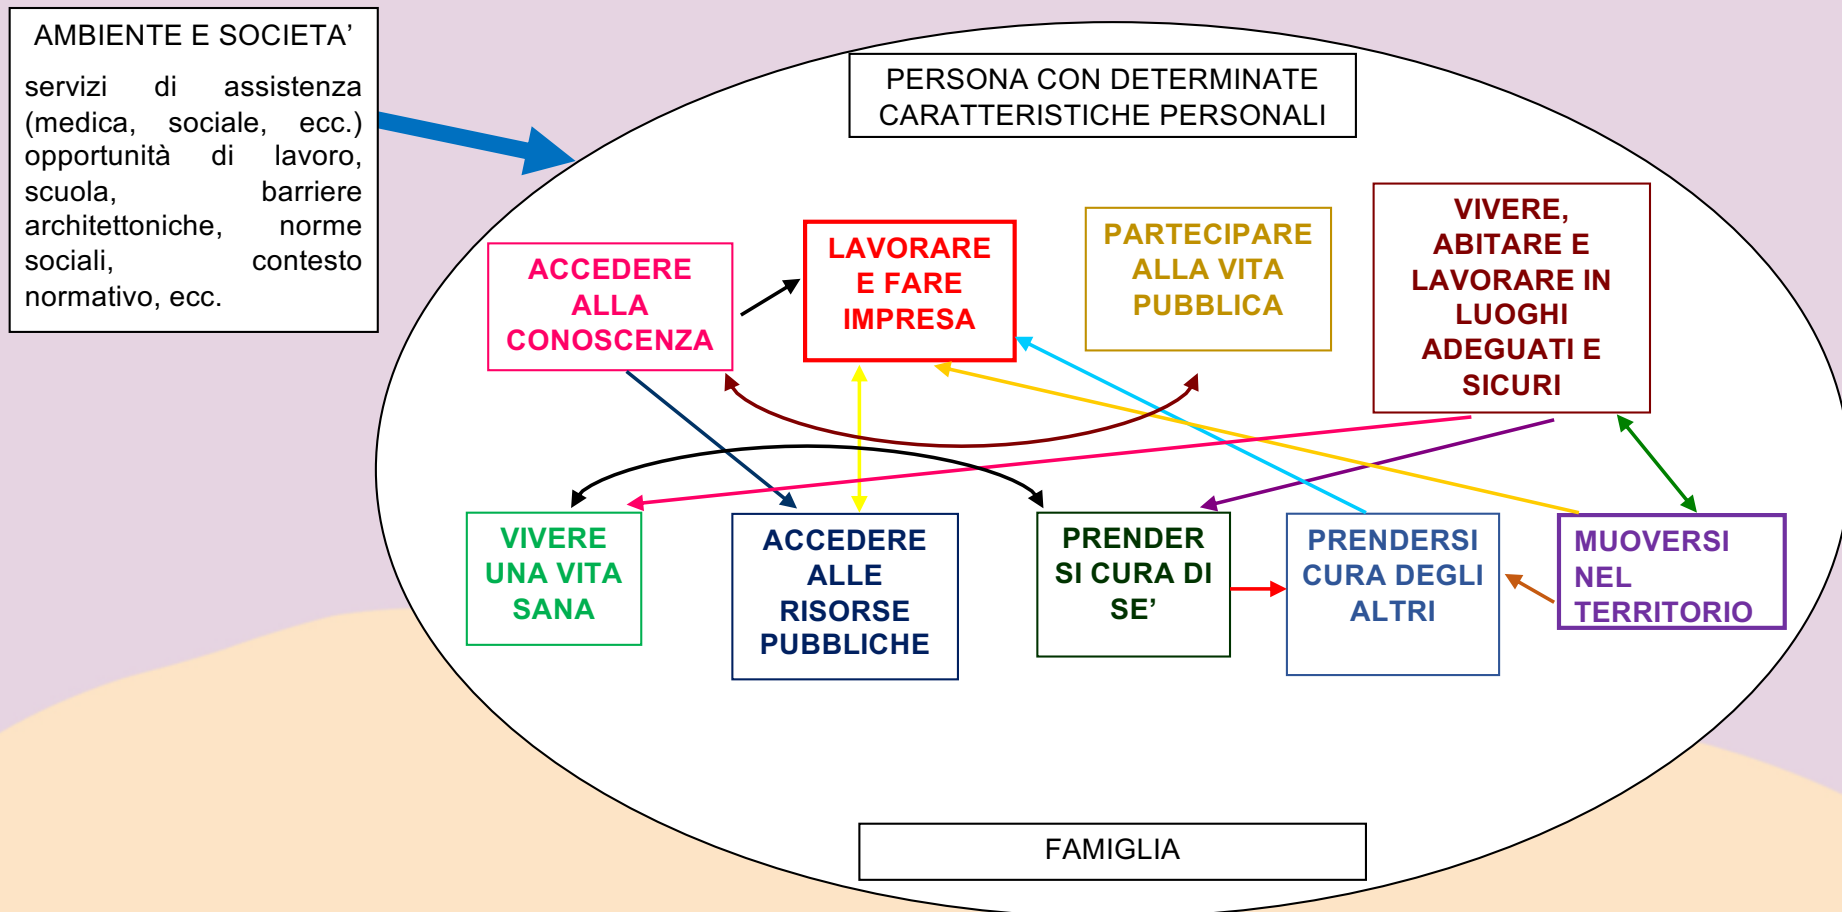 AMBIENTE E SOCIETA’
servizi di assistenza
(medica, sociale, ecc.)
opportunità di lavoro,
scuola, barriere
architettoniche, norme
sociali, contesto
normativo, ecc.
PERSONA CON DETERMINATE
CARATTERISTICHE PERSONALI
ACCEDERE
ALLA
CONOSCENZA
LAVORARE
E FARE
IMPRESA
PARTECIPARE
ALLA VITA
PUBBLICA
VIVERE,
ABITARE E
LAVORARE IN
LUOGHI
ADEGUATI E
SICURI
VIVERE
UNA VITA
SANA
ACCEDERE
ALLE
RISORSE
PUBBLICHE
PRENDER
SI CURA DI
SE’
PRENDERSI
CURA DEGLI
ALTRI
MUOVERSI
NEL
TERRITORIO
FAMIGLIA